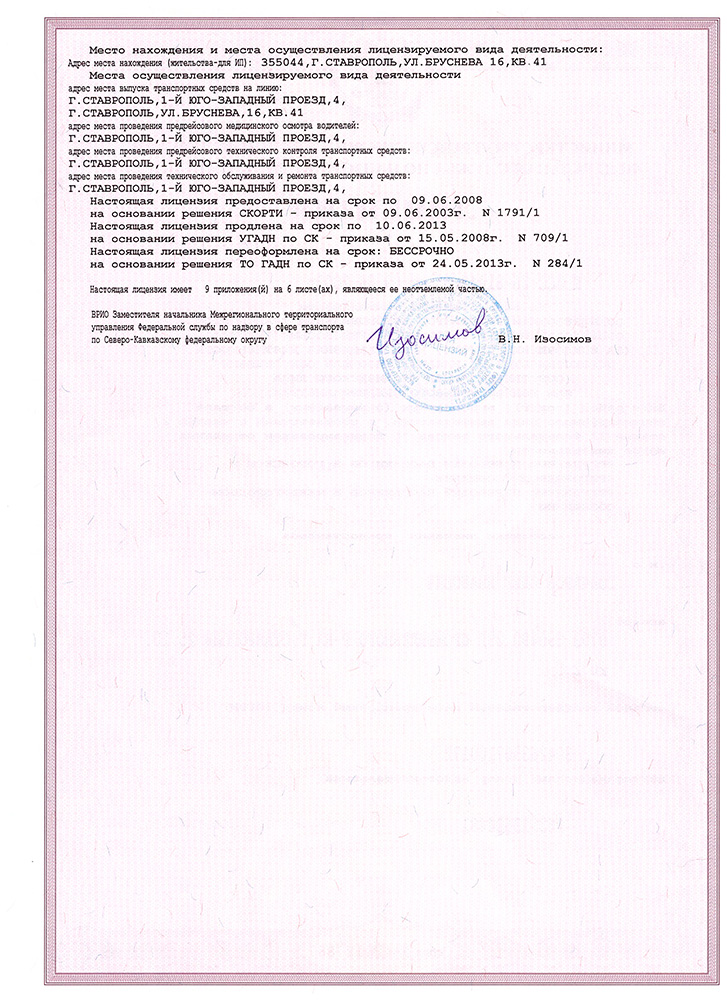 Место нахождения и места осуществления лицензируемого вида деятельности:
Адрес места нахождения (жительства-для ИП): 355044,Г.СТАВРОПОЛЬ,УЛ.БРУСНЕВА 16,КВ.41
Места осуществления лицензируемого вида деятельности
адрес места выпуска транспортных средств на линию:
Г.СТАВРОПОЛЬ,1-Й ЮГО-ЗАПАДНЫЙ ПРОЕЗД,4,
Г.СТАВРОПОЛЬ,УЛ.БРУСНЕВА,16,КВ.41
адрес места проведения предрейсового медицинского осмотра водителей:
Г.СТАВРОПОЛЬ,1-Й ЮГО-ЗАПАДНЫЙ ПРОЕЗД,4,
адрес места проведения предрейсового технического контроля транспортных средств:
Г.СТАВРОПОЛЬ,1-Й ЮГО-ЗАПАДНЫЙ ПРОЕЗД,4,
адрес места проведения технического обслуживания и ремонта транспортных средств:
Г.СТАВРОПОЛЬ,1-Й ЮГО-ЗАПАДНЫЙ ПРОЕЗД,4,
Настоящая лицензия предоставлена на срок по 09.06.2008
на основании решения СКОРТИ - приказа от 09.06.2003г. N 1791/1
Настоящая лицензия продлена на срок по 10.06.2013
на основании решения УГАДН по СК - приказа от 15.05.2008г. N 709/1
Настоящая лицензия переоформлена на срок: БЕССРОЧНО
на основании решения ТО ГАДН по СК - приказа от 24.05.2013г. N 284/1
Настоящая лицензия имеет 9 приложения(й) на 6 листе(ах), являющееся ее неотъемлемой частью.
ВРИО Заместителя начальника Межрегионального территориального
управления Федеральной службы по надзору в сфере транспорта
по Северо-Кавкавскому федеральному округу
Изосимов
В.Н. Изосимов